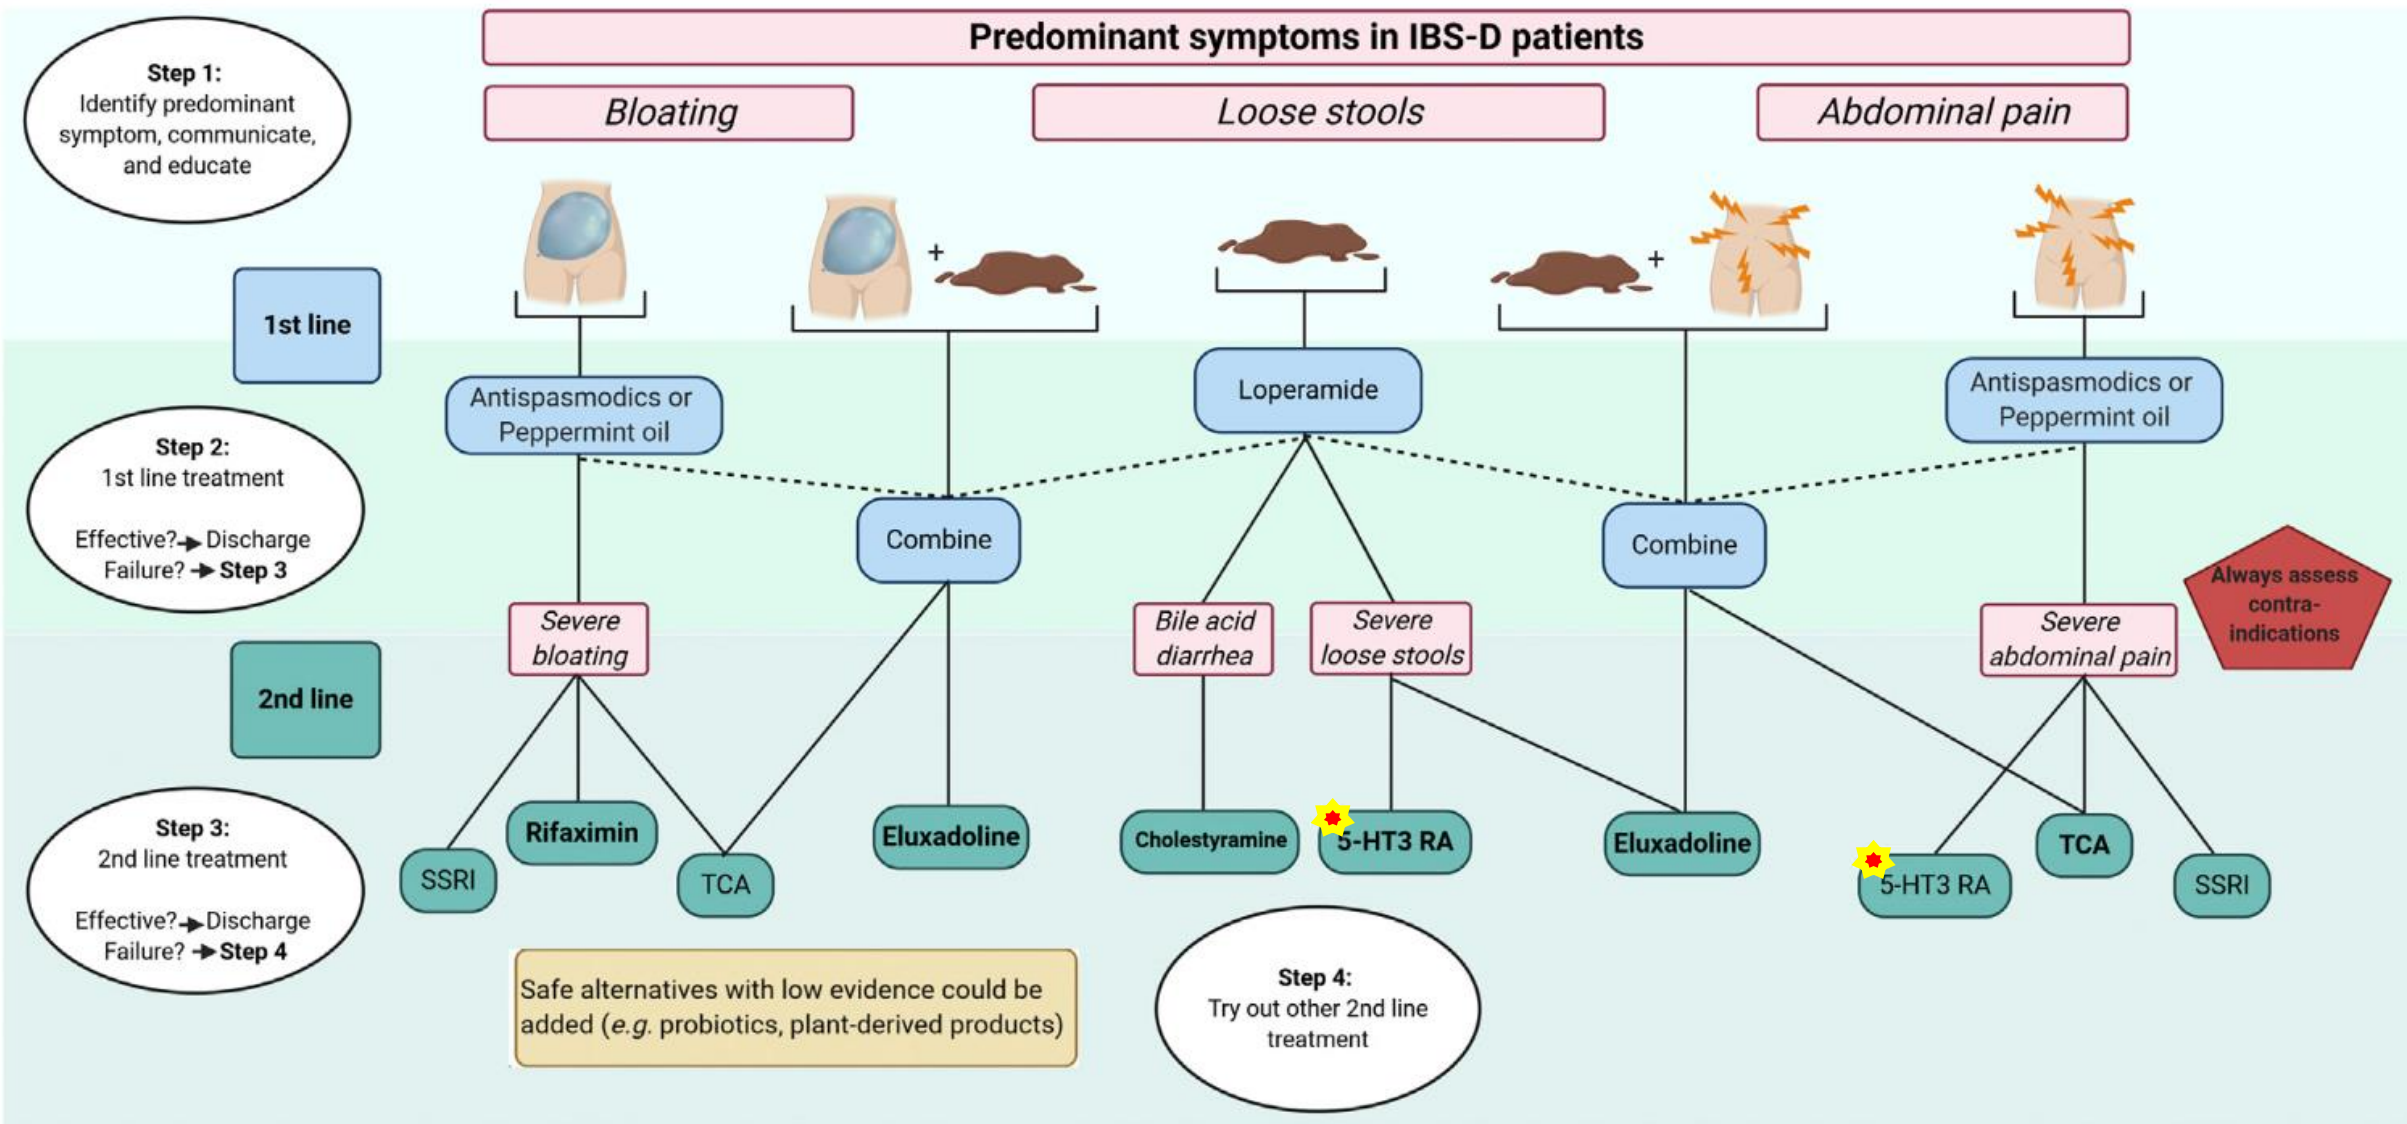 Predominant symptoms in IBS-D patients
Step 1:
Identify predominant
symptom, communicate,
and educate
Bloating
Loose stools
Abdominal pain
+
+
1st line
Antispasmodics or
Peppermint oil
Loperamide
Antispasmodics or
Peppermint oil
Step 2:
1st line treatment
Effective?➔ Discharge
Failure? ➔ Step 3
Combine
Combine
Always assess
contra-
indications
Severe
bloating
Bile acid
diarrhea
Severe
loose stools
Severe
abdominal pain
2nd line
Step 3:
2nd line treatment
Effective?➔ Discharge
Failure? ➔ Step 4
SSRI
Rifaximin
TCA
Eluxadoline
Cholestyramine
5-HT3 RA
Eluxadoline
5-HT3 RA
TCA
SSRI
Safe alternatives with low evidence could be
added (e.g. probiotics, plant-derived products)
Step 4:
Try out other 2nd line
treatment